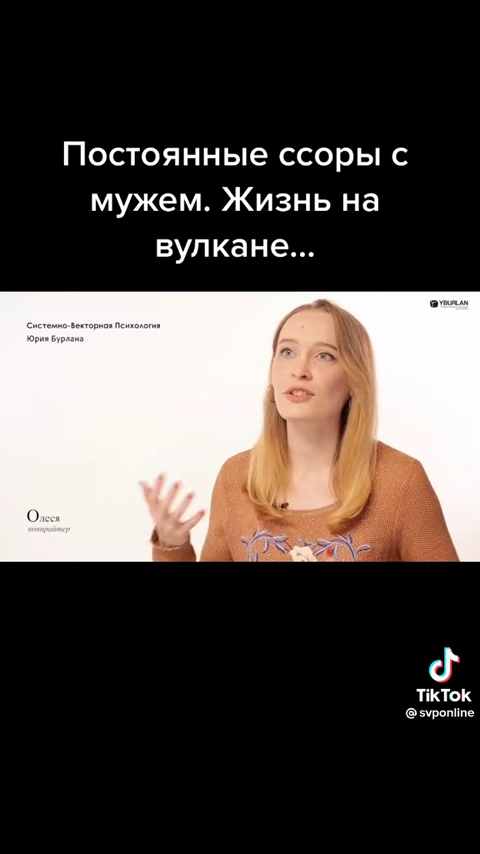 Постоянные ссоры с
мужем. Жизнь на
вулкане...
YBURLAN
Системно-Векторная Психология
Юрия Бурлана
Олеся
копирайтер
TikTok
@svponline